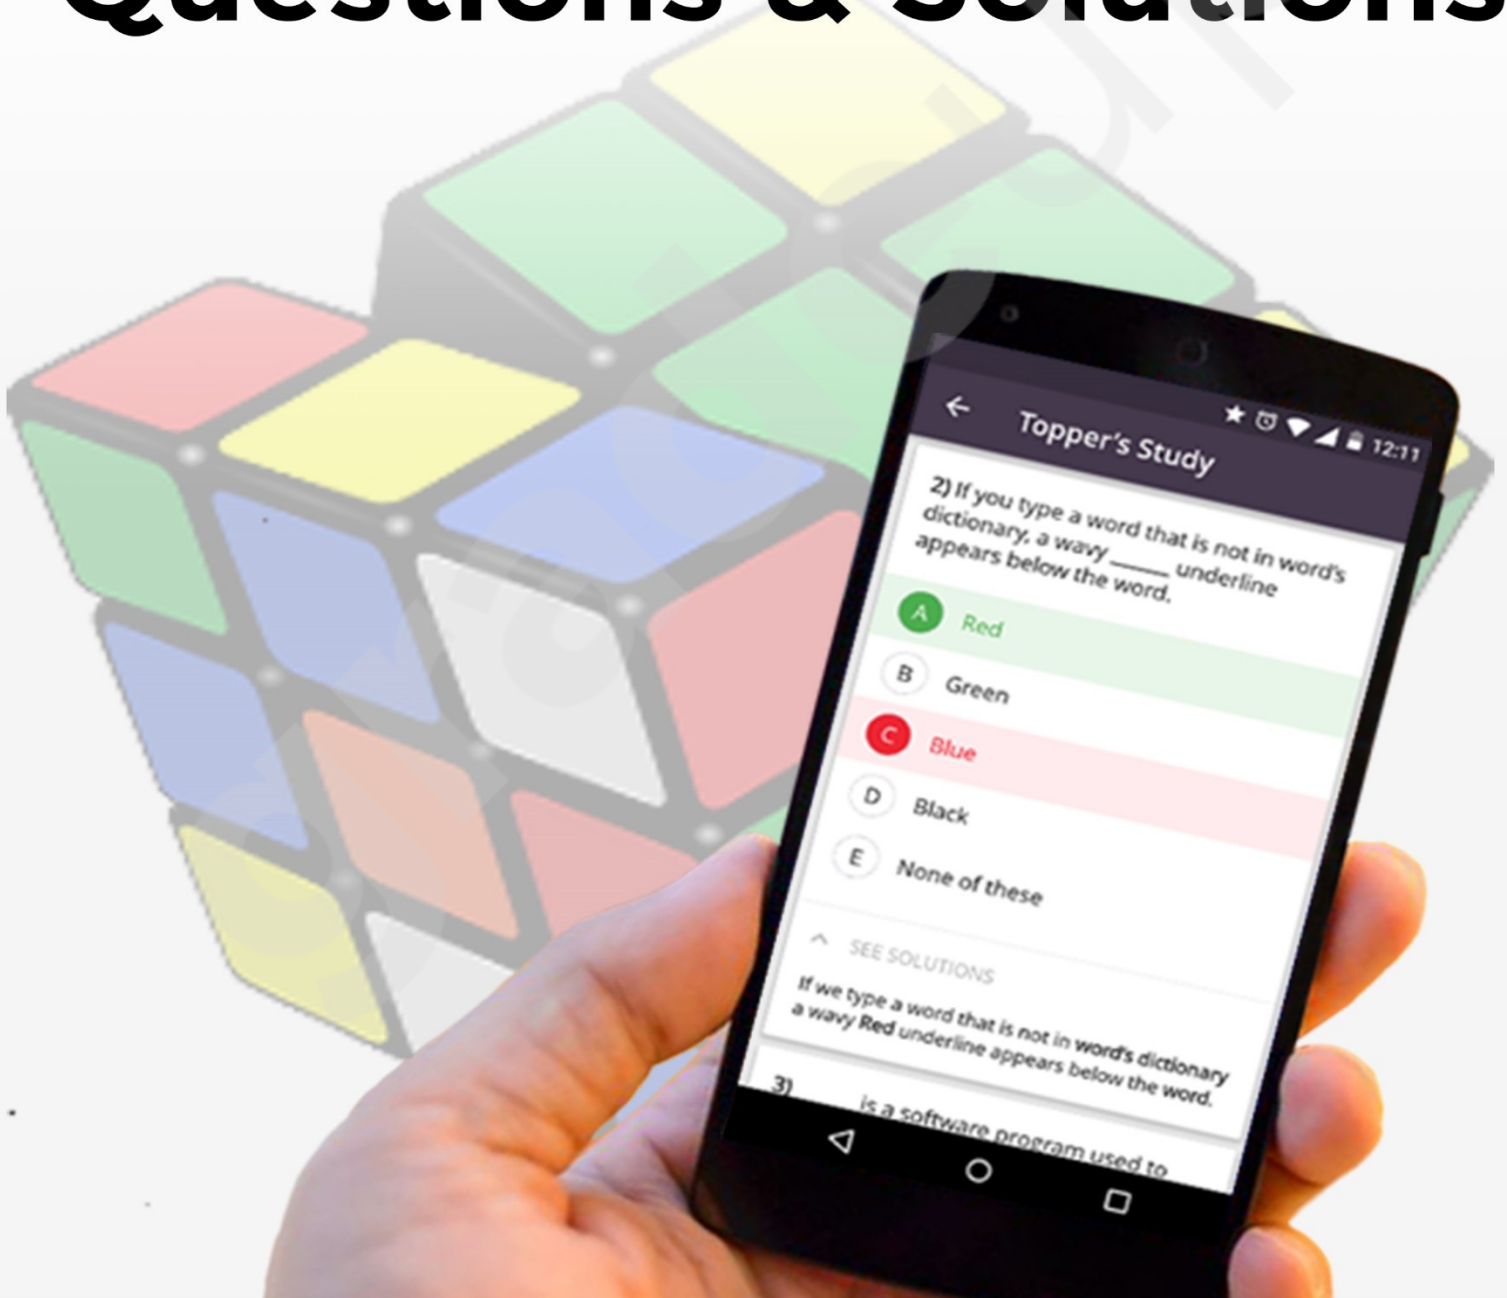 Questions & Solutions
12:11
Topper's Study
2) If you type a word that is not in word's
dictionary, a wavy ______ underline
appears below the word.
A Red
B Green
C Blue
D Black
E None of these
SEE SOLUTIONS
If we type a word that is not in word's dictionary
a wavy Red underline appears below the word.
3) ______ is a software program used to